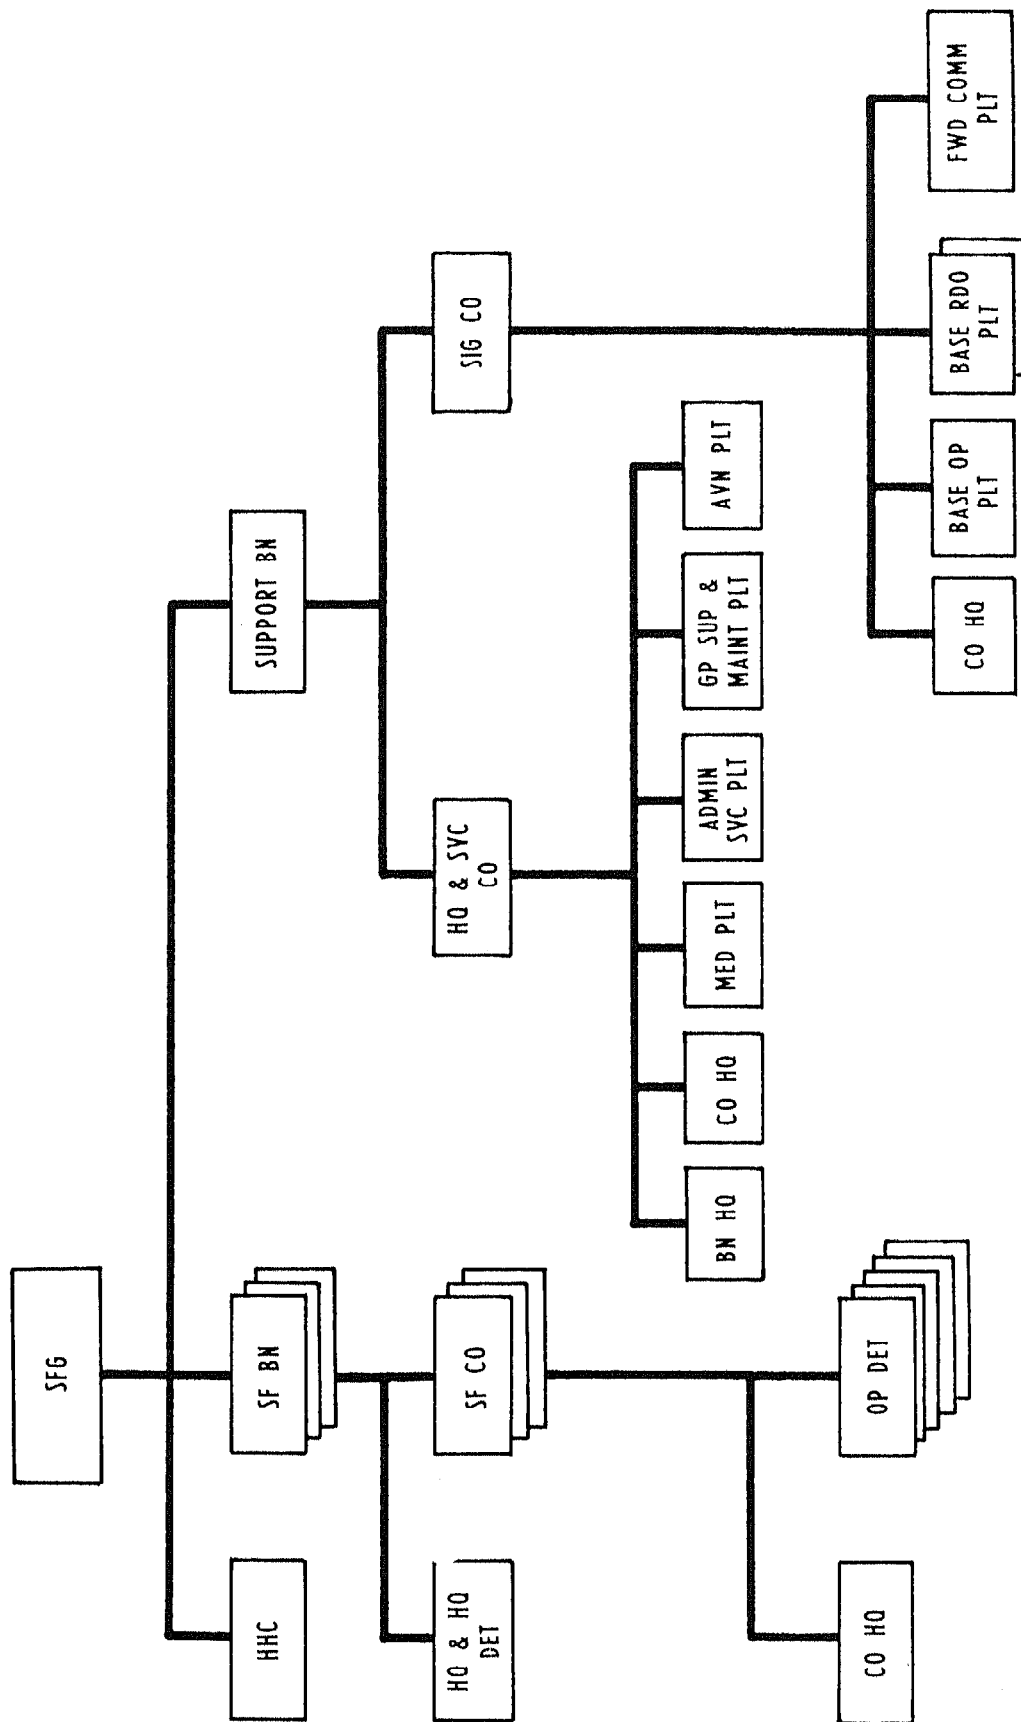 SFG
HHC
SF BN
SUPPORT BN
HQ & HQ
DET
SF CO
HQ & SVC
CO
SIG CO
BN HQ
CO HQ
MED PLT
ADMIN
SVC PLT
GP SUP &
MAINT PLT
AVN PLT
CO HQ
OP DET
CO HQ
BASE OP
PLT
BASE RDO
PLT
FWD COMM
PLT